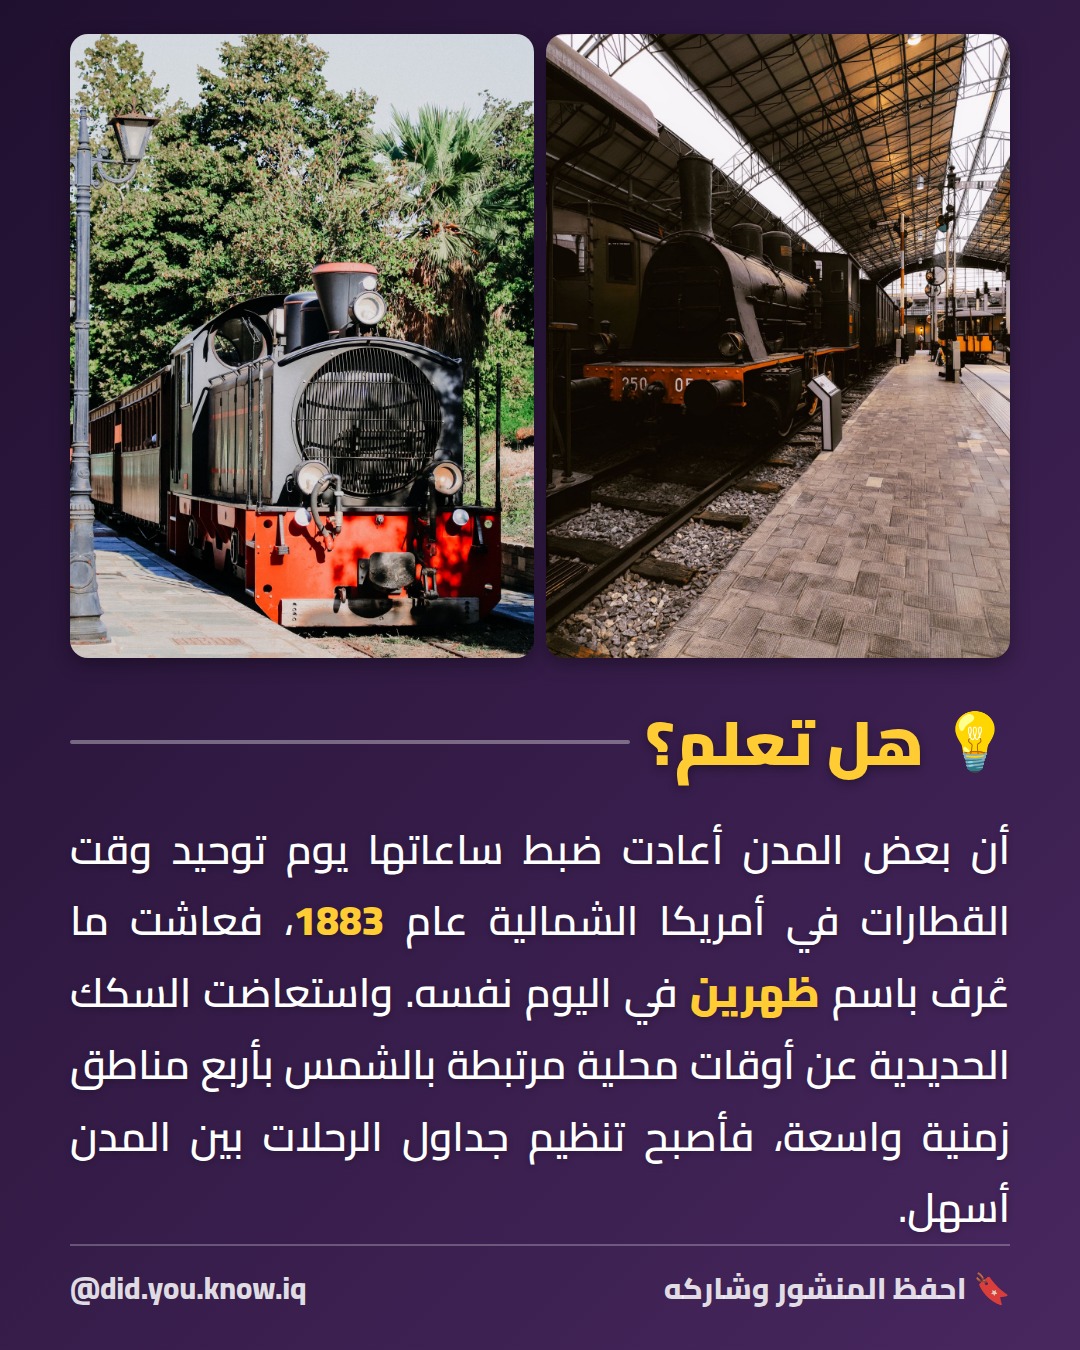 250 05
💡 هل تعلم؟
أن بعض المدن أعادت ضبط ساعاتها يوم توحيد وقت
القطارات في أمريكا الشمالية عام 1883، فعاشت ما
عُرف باسم ظهرين في اليوم نفسه. واستعاضت السكك
الحديدية عن أوقات محلية مرتبطة بالشمس بأربع مناطق
زمنية واسعة، فأصبح تنظيم جداول الرحلات بين المدن
أسهل.
🔖 احفظ المنشور وشاركه
@did.you.know.iq